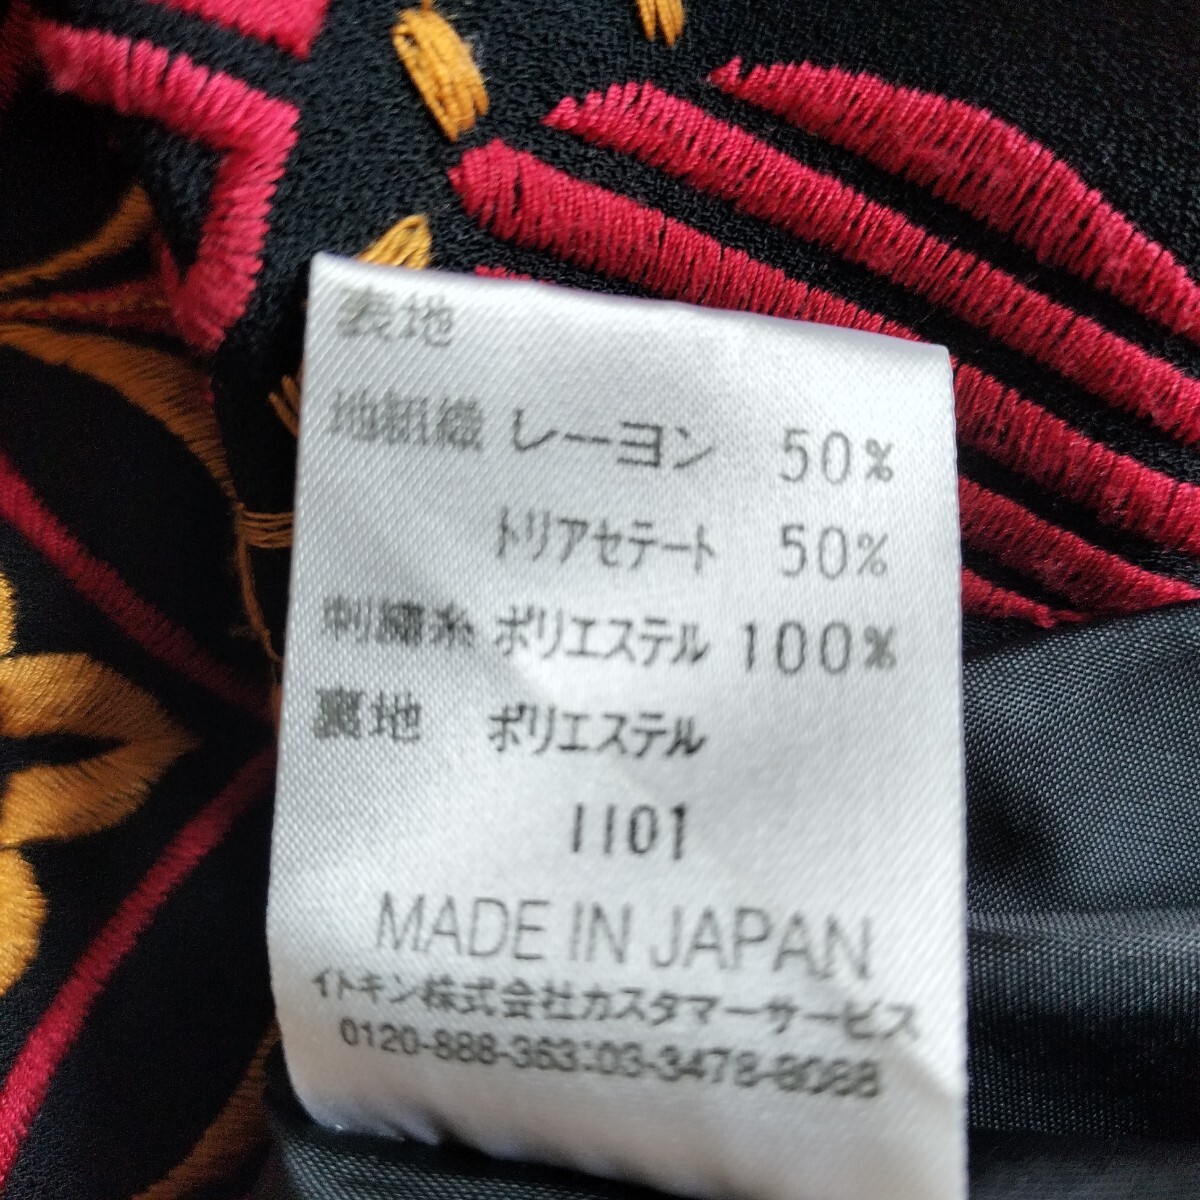 表地
地組織 レーヨン 50%
トリアセテート 50%
刺繍糸 ポリエステル 100%
裏地 ポリエステル
1101
MADE IN JAPAN
イトキン株式会社カスタマーサービス
0120-888-363:03-3478-8088